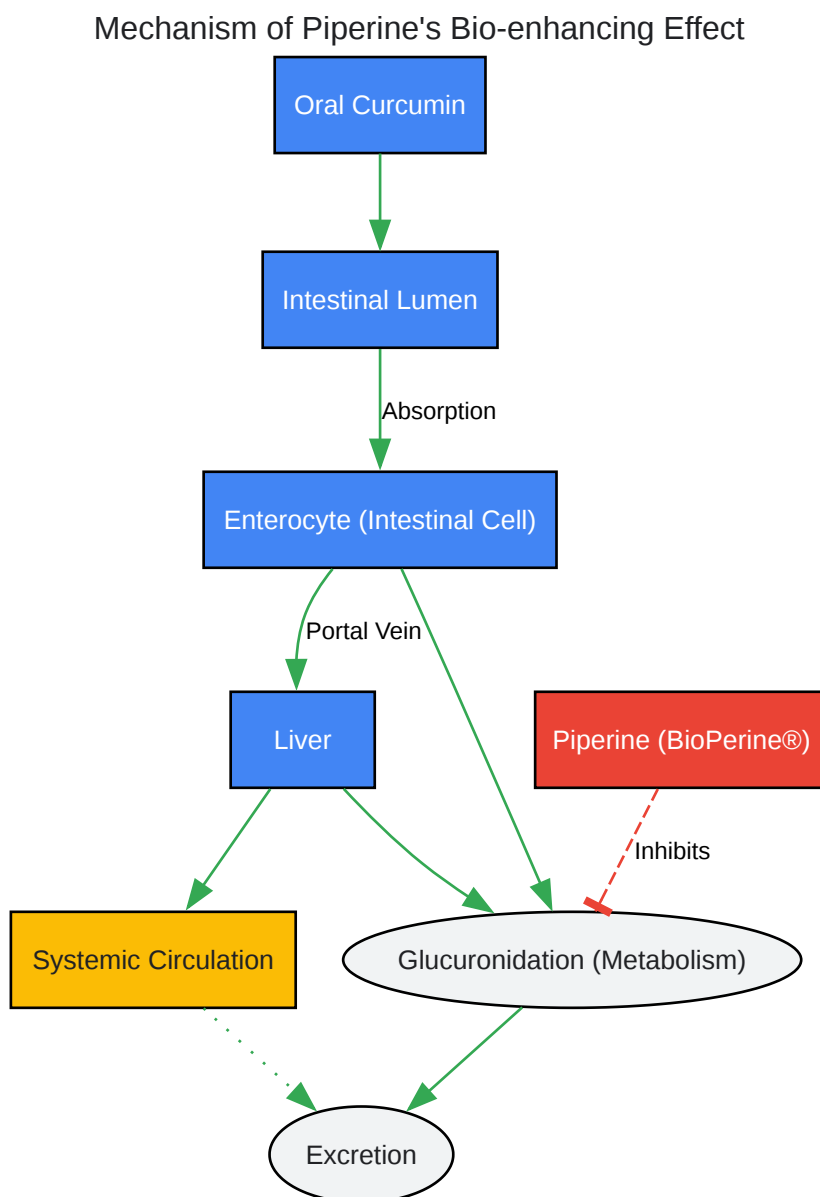 Mechanism of Piperine's Bio-enhancing Effect
Oral Curcumin
Intestinal Lumen
Absorption
Enterocyte (Intestinal Cell)
Portal Vein
Liver
Piperine (BioPerine®)
Inhibits
Systemic Circulation
Glucuronidation (Metabolism)
Excretion